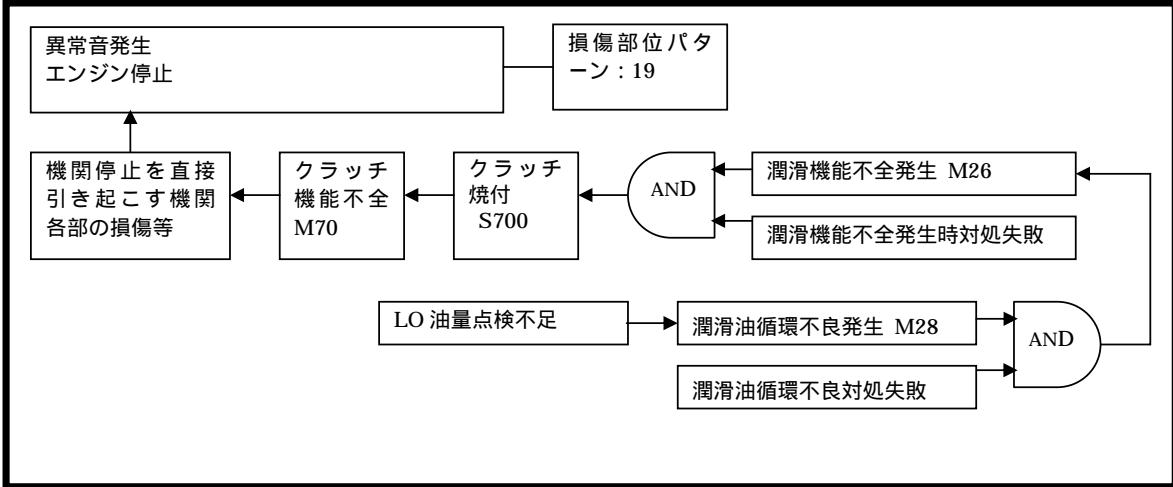 異常音発生
エンジン停止
損傷部位パタ
ーン：19
機関停止を直接
引き起こす機関
各部の損傷等
クラッチ
機能不全
M70
クラッチ
焼付
S700
AND
潤滑機能不全発生 M26
潤滑機能不全発生時対処失敗
LO 油量点検不足
潤滑油循環不良発生 M28
潤滑油循環不良対処失敗
AND